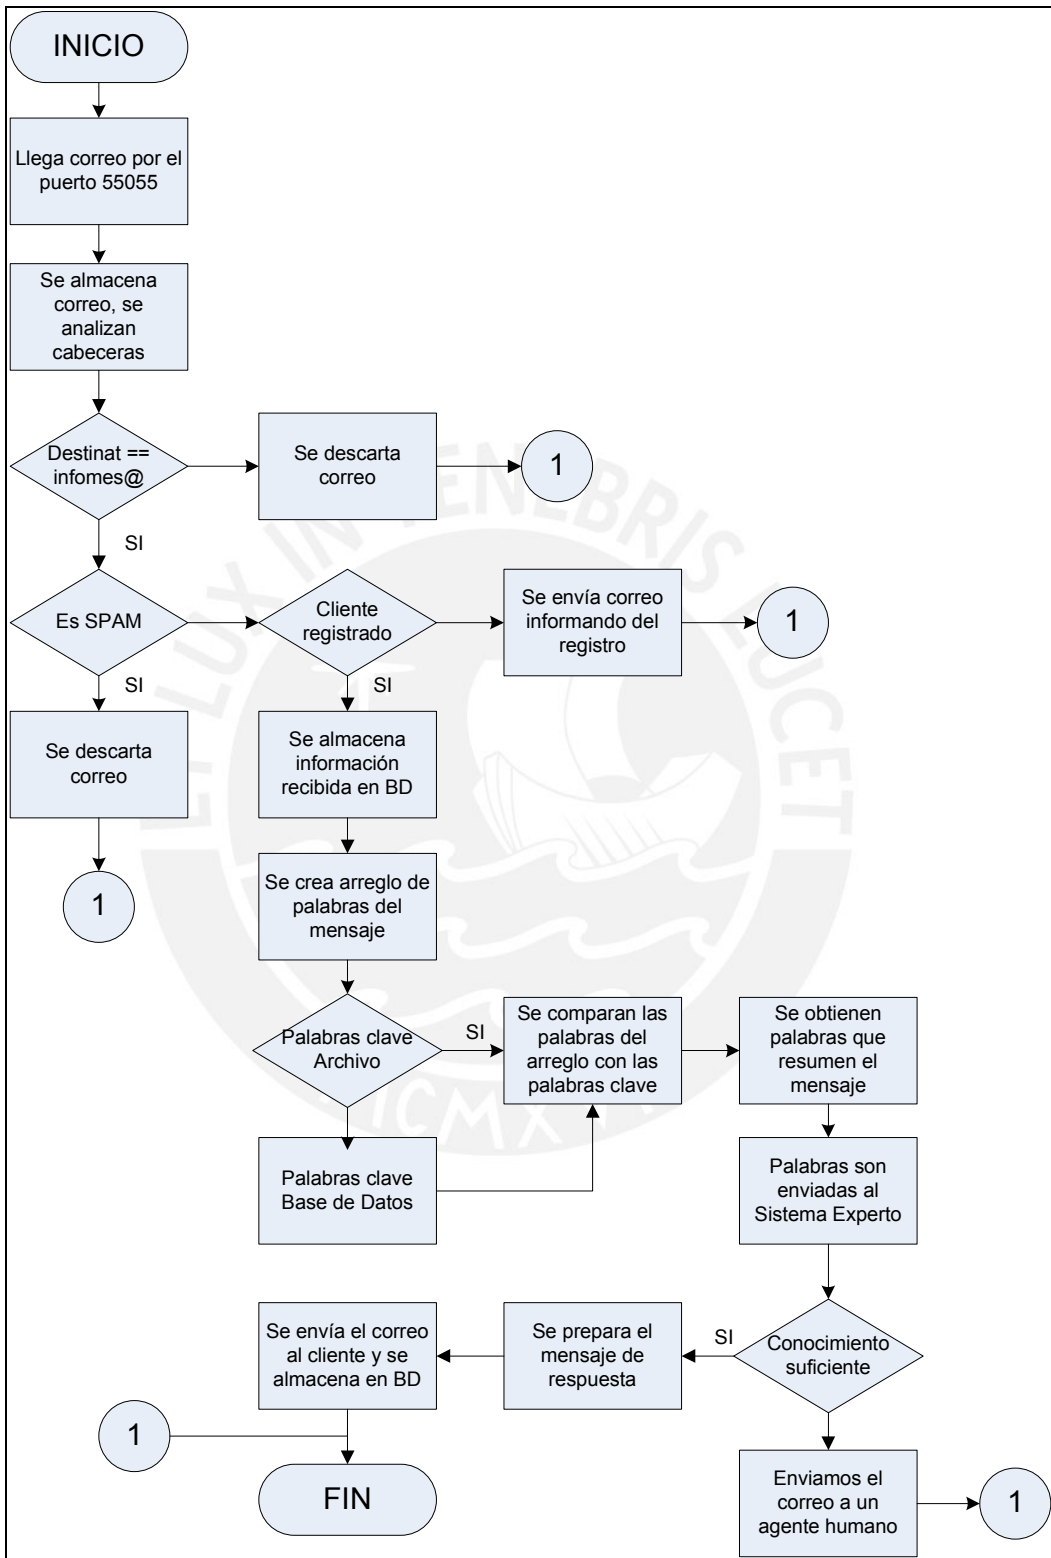 INICIO
Llega correo por el
puerto 55055
Se almacena
correo, se
analizan
cabeceras
Destinat ==
infomes@
Se descarta
correo
1
SI
Es SPAM
Cliente
registrado
Se envía correo
informando del
registro
1
SI
SI
Se descarta
correo
Se almacena
información
recibida en BD
1
Se crea arreglo de
palabras del
mensaje
Palabras clave
Archivo
SI
Se comparan las
palabras del
arreglo con las
palabras clave
Se obtienen
palabras que
resumen el
mensaje
Palabras clave
Base de Datos
Palabras son
enviadas al
Sistema Experto
Se envía el correo
al cliente y se
almacena en BD
Se prepara el
mensaje de
respuesta
SI
Conocimiento
suficiente
1
FIN
Enviamos el
correo a un
agente humano
1
ET LUX IN TENEBRIS LUCET